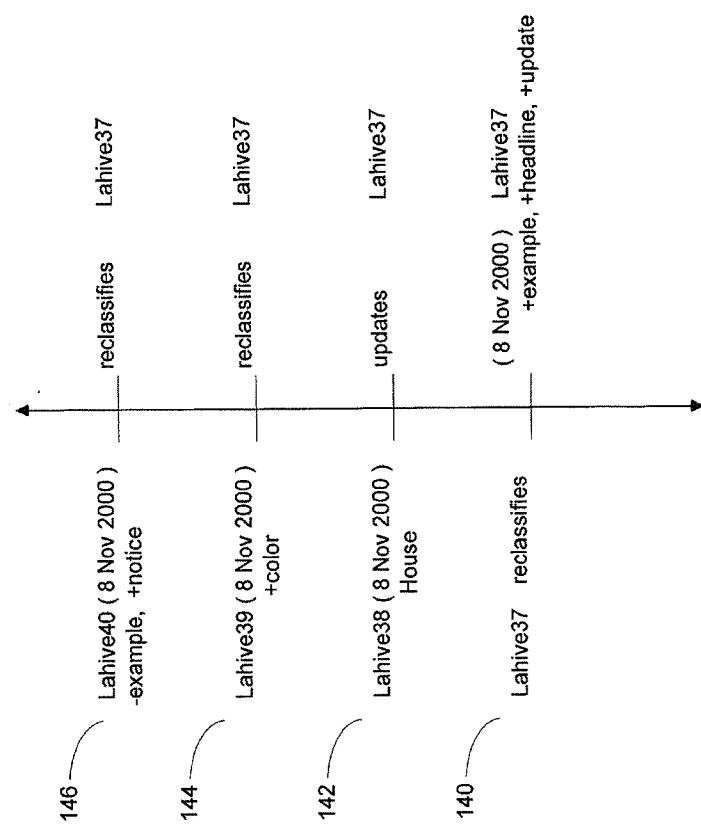 146
Lahive40 ( 8 Nov 2000 ) reclassifies Lahive37
-example, +notice
144
Lahive39 ( 8 Nov 2000 ) reclassifies Lahive37
+color
142
Lahive38 ( 8 Nov 2000 ) updates Lahive37
House
140
Lahive37 reclassifies ( 8 Nov 2000 ) Lahive37
+example, +headline, +update